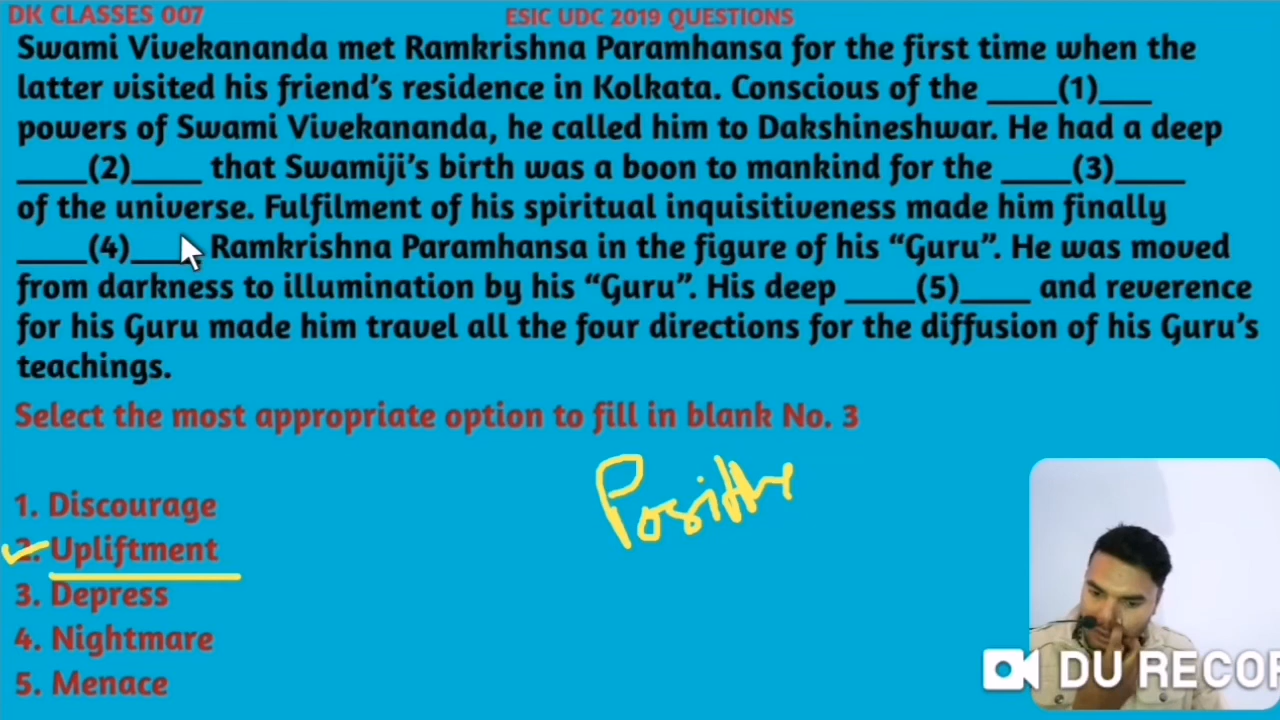 DK CLASSES 007
ESIC UDC 2019 QUESTIONS
Swami Vivekananda met Ramkrishna Paramhansa for the first time when the
latter visited his friend's residence in Kolkata. Conscious of the ____(1)___
powers of Swami Vivekananda, he called him to Dakshineshwar. He had a deep
____(2)____ that Swamiji's birth was a boon to mankind for the ____(3)____
of the universe. Fulfilment of his spiritual inquisitiveness made him finally
____(4)____ Ramkrishna Paramhansa in the figure of his “Guru”. He was moved
from darkness to illumination by his “Guru”. His deep ____(5)____ and reverence
for his Guru made him travel all the four directions for the diffusion of his Guru's
teachings.
Select the most appropriate option to fill in blank No. 3
Positive
1. Discourage
2. Upliftment
3. Depress
4. Nightmare
5. Menace
DU RECOR